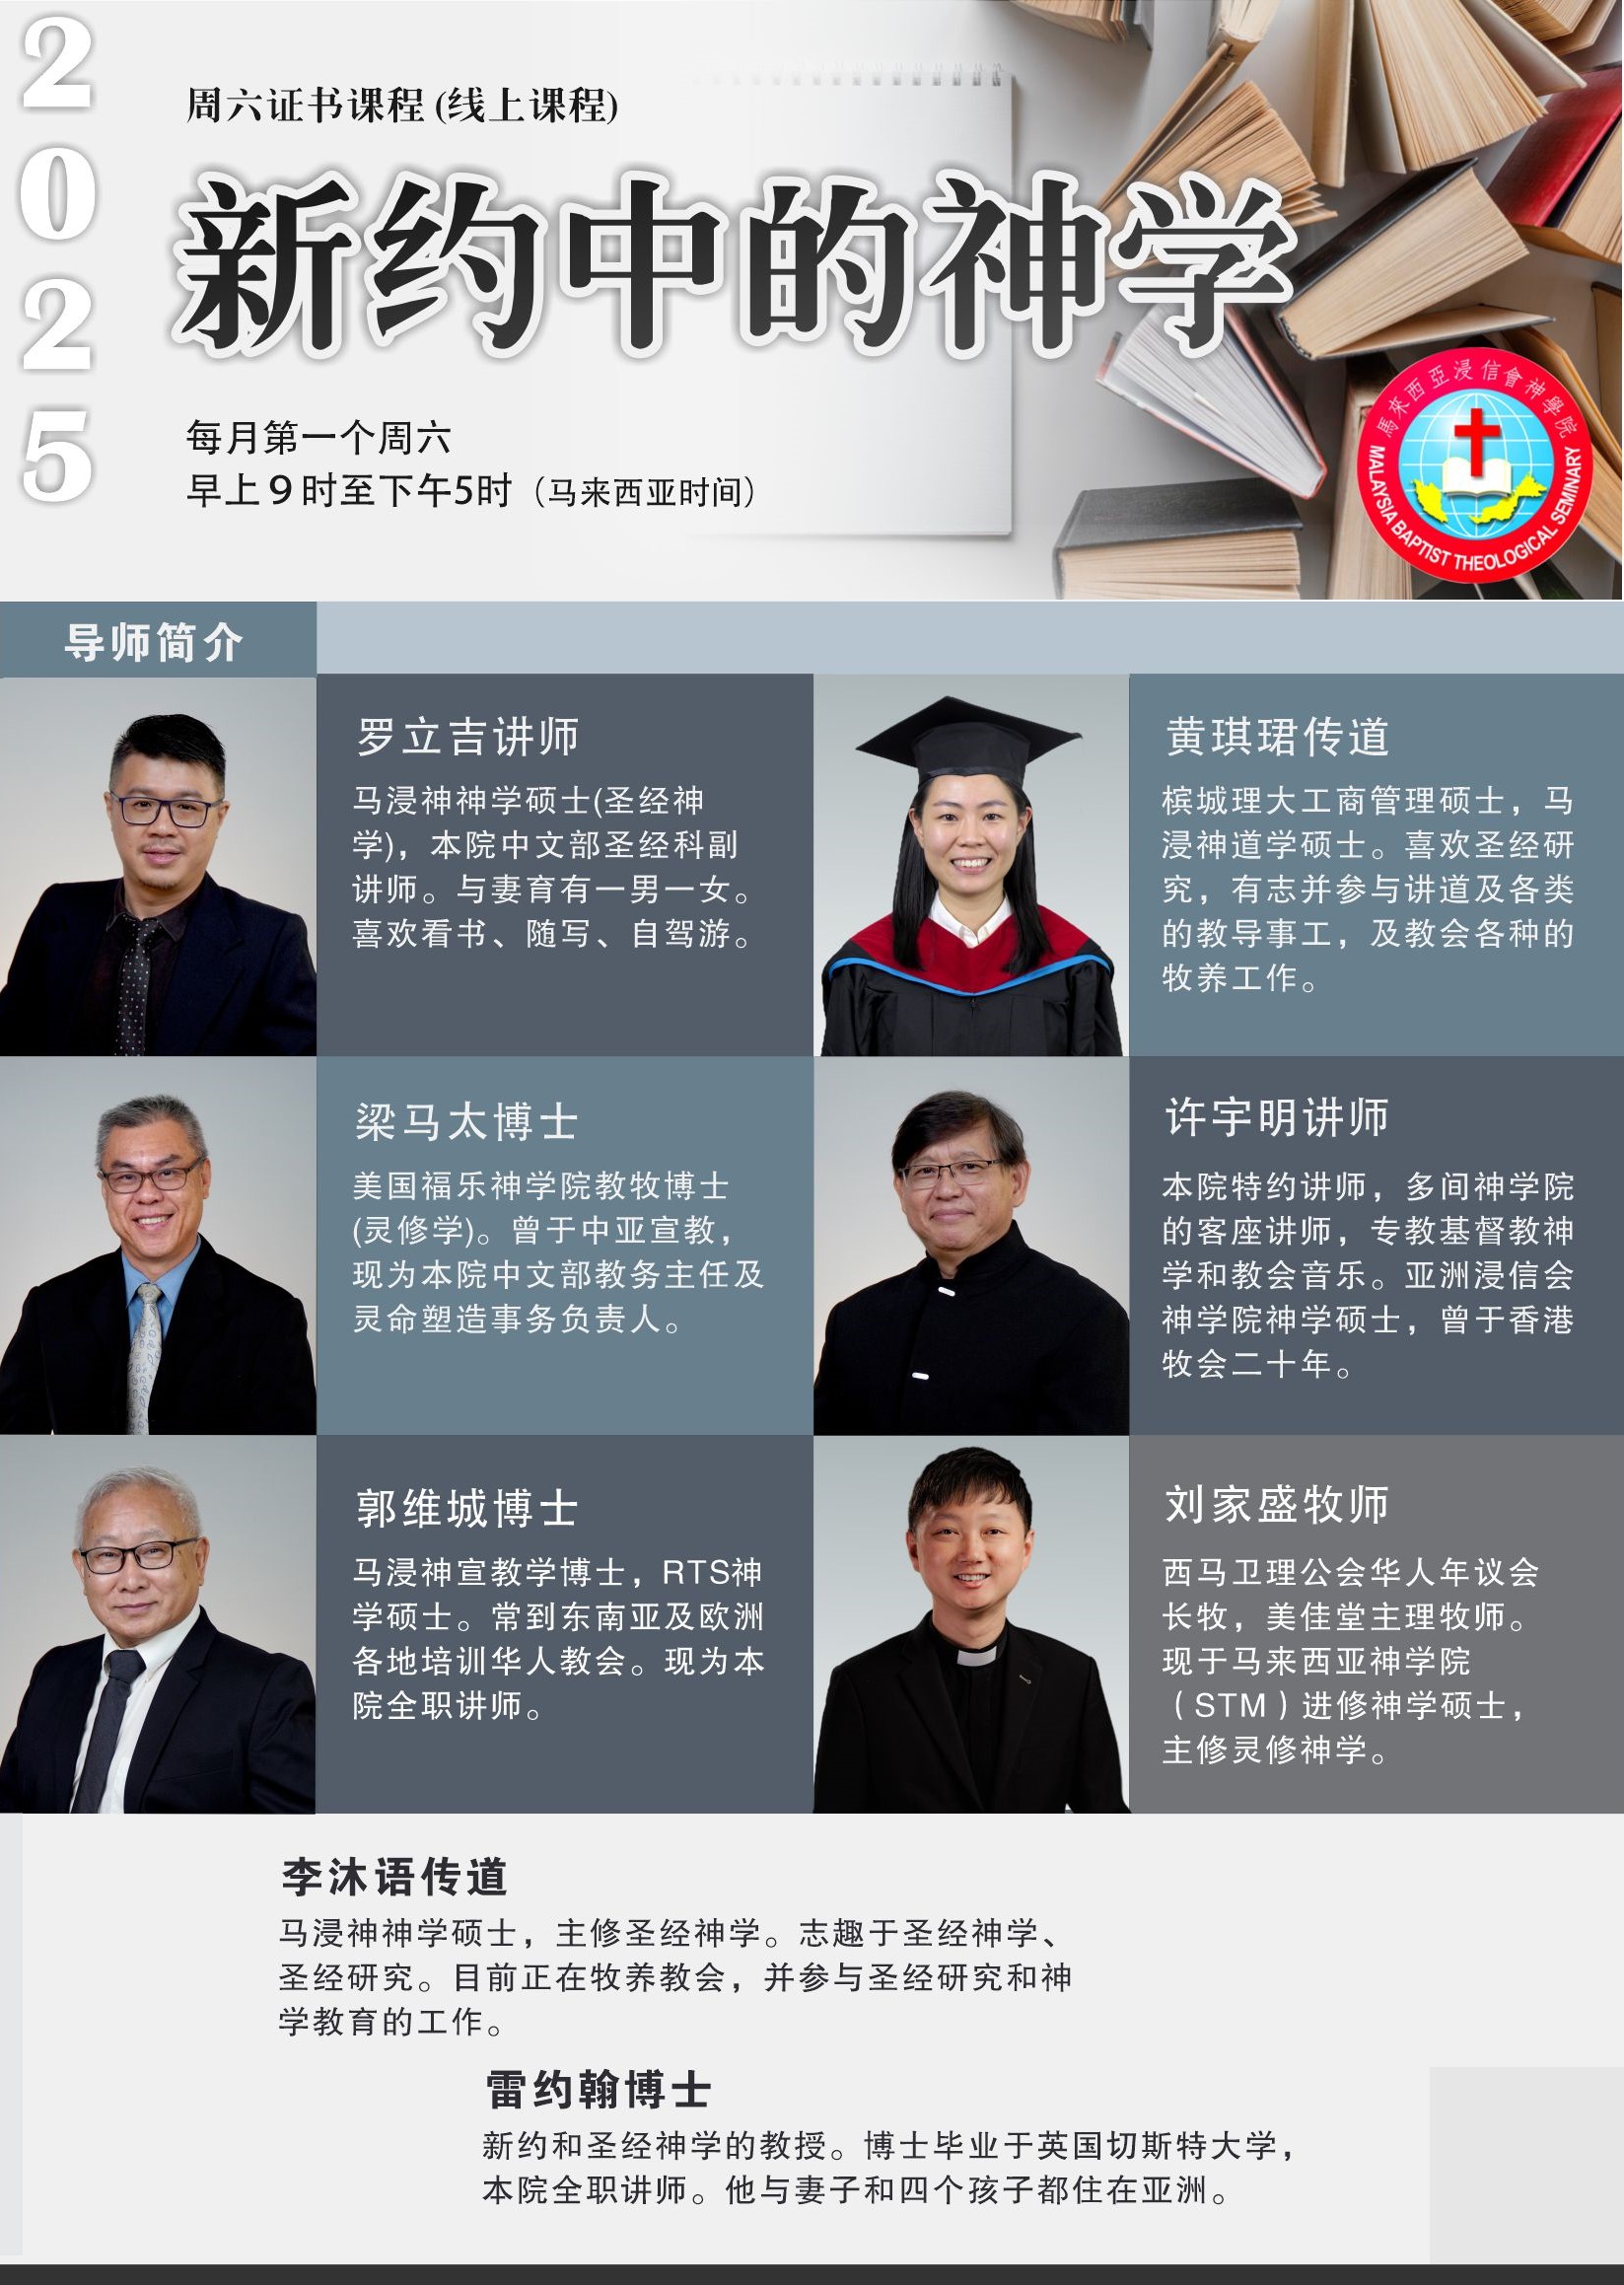 2025
周六证书课程 (线上课程)
新约中的神学
每月第一个周六
早上9时至下午5时（马来西亚时间）
馬來西亞浸信會神學院
MALAYSIA BAPTIST THEOLOGICAL SEMINARY
导师简介
罗立吉讲师
马浸神神学硕士(圣经神
学)，本院中文部圣经科副
讲师。与妻育有一男一女。
喜欢看书、随写、自驾游。
黄琪珺传道
槟城理大工商管理硕士，马
浸神道学硕士。喜欢圣经研
究，有志并参与讲道及各类
的教导事工，及教会各种的
牧养工作。
梁马太博士
美国福乐神学院教牧博士
(灵修学)。曾于中亚宣教，
现为本院中文部教务主任及
灵命塑造事务负责人。
许宇明讲师
本院特约讲师，多间神学院
的客座讲师，专教基督教神
学和教会音乐。亚洲浸信会
神学院神学硕士，曾于香港
牧会二十年。
郭维城博士
马浸神宣教学博士，RTS神
学硕士。常到东南亚及欧洲
各地培训华人教会。现为本
院全职讲师。
刘家盛牧师
西马卫理公会华人年议会
长牧，美佳堂主理牧师。
现于马来西亚神学院
（STM）进修神学硕士，
主修灵修神学。
李沐语传道
马浸神神学硕士，主修圣经神学。志趣于圣经神学、
圣经研究。目前正在牧养教会，并参与圣经研究和神
学教育的工作。
雷约翰博士
新约和圣经神学的教授。博士毕业于英国切斯特大学，
本院全职讲师。他与妻子和四个孩子都住在亚洲。